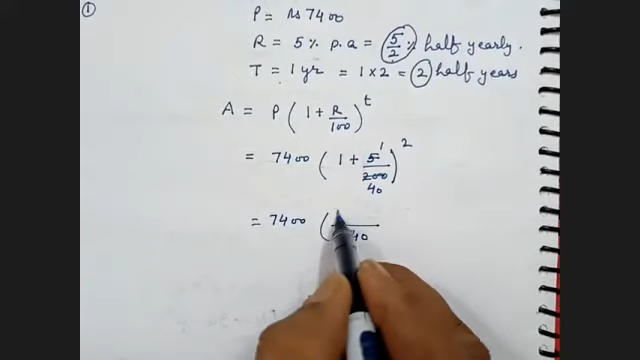 ①
P = Rs 7400
R = 5% p.a = 5/2 % half yearly.
T = 1 yr = 1 x 2 = 2 half years
A = P ( 1 + R/100 )^t
= 7400 ( 1 + 5 1/200 40 )^2
= 7400 ( /40